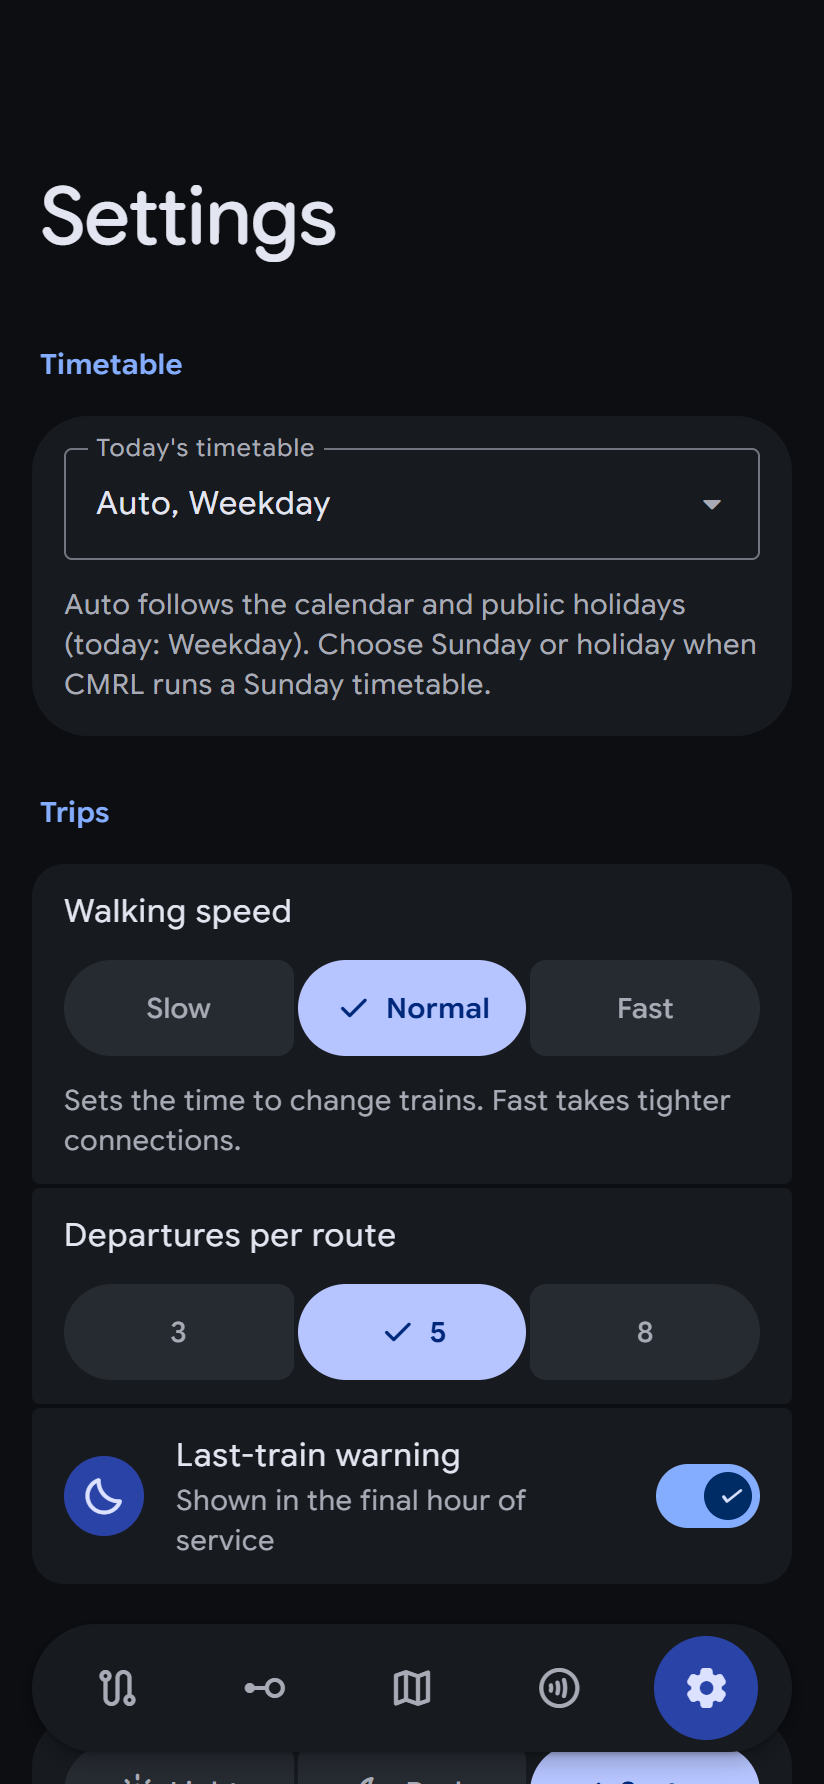 Settings
Timetable
Today's timetable
Auto, Weekday
Auto follows the calendar and public holidays
(today: Weekday). Choose Sunday or holiday when
CMRL runs a Sunday timetable.
Trips
Walking speed
Slow
Normal
Fast
Sets the time to change trains. Fast takes tighter
connections.
Departures per route
3
5
8
Last-train warning
Shown in the final hour of
service